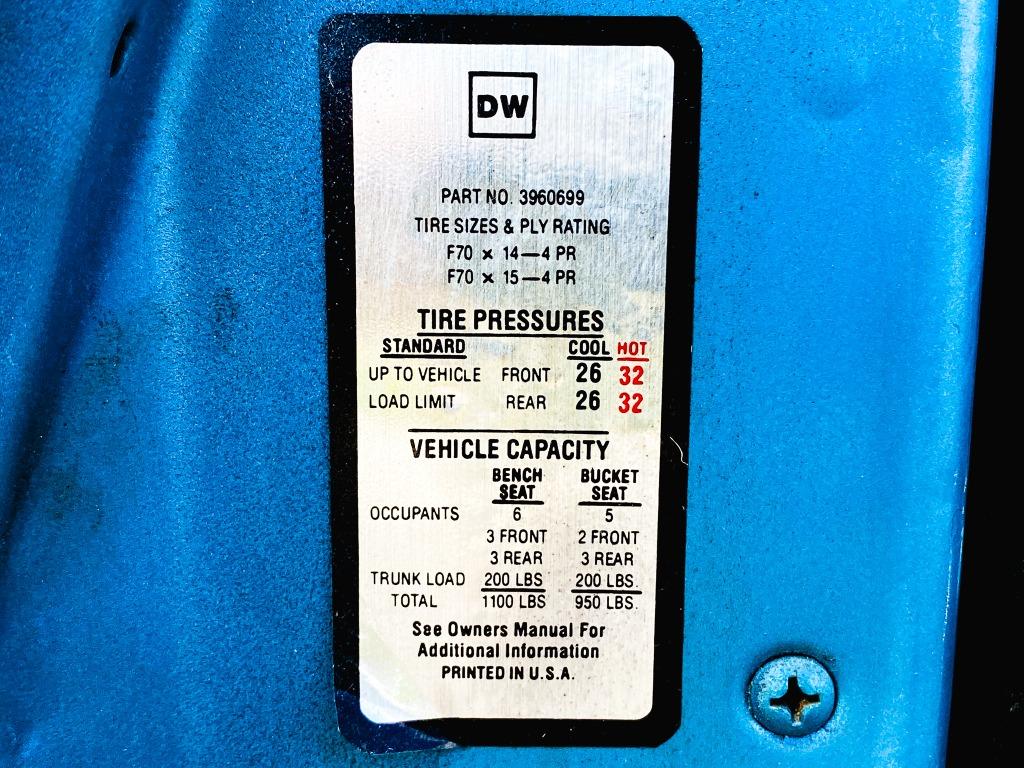 DW
PART NO. 3960699
TIRE SIZES & PLY RATING
F70 x 14—4 PR
F70 x 15—4 PR
TIRE PRESSURES
STANDARD COOL HOT
UP TO VEHICLE FRONT 26 32
LOAD LIMIT REAR 26 32
VEHICLE CAPACITY
BENCH BUCKET
SEAT SEAT
OCCUPANTS 6 5
3 FRONT 2 FRONT
3 REAR 3 REAR
TRUNK LOAD 200 LBS 200 LBS.
TOTAL 1100 LBS 950 LBS.
See Owners Manual For
Additional Information
PRINTED IN U.S.A.